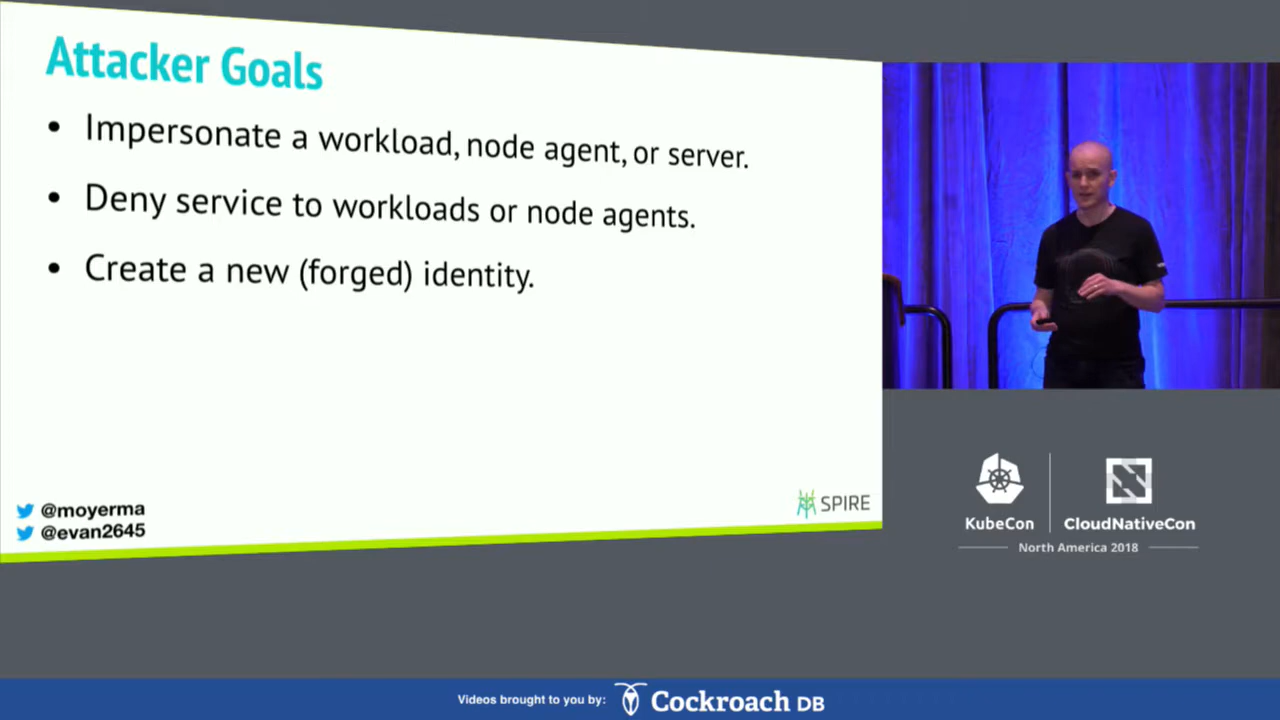 Attacker Goals
• Impersonate a workload, node agent, or server.
• Deny service to workloads or node agents.
• Create a new (forged) identity.
@moyerma
@evan2645
SPIRE
KubeCon
CloudNativeCon
North America 2018
Videos brought to you by:
Cockroach DB